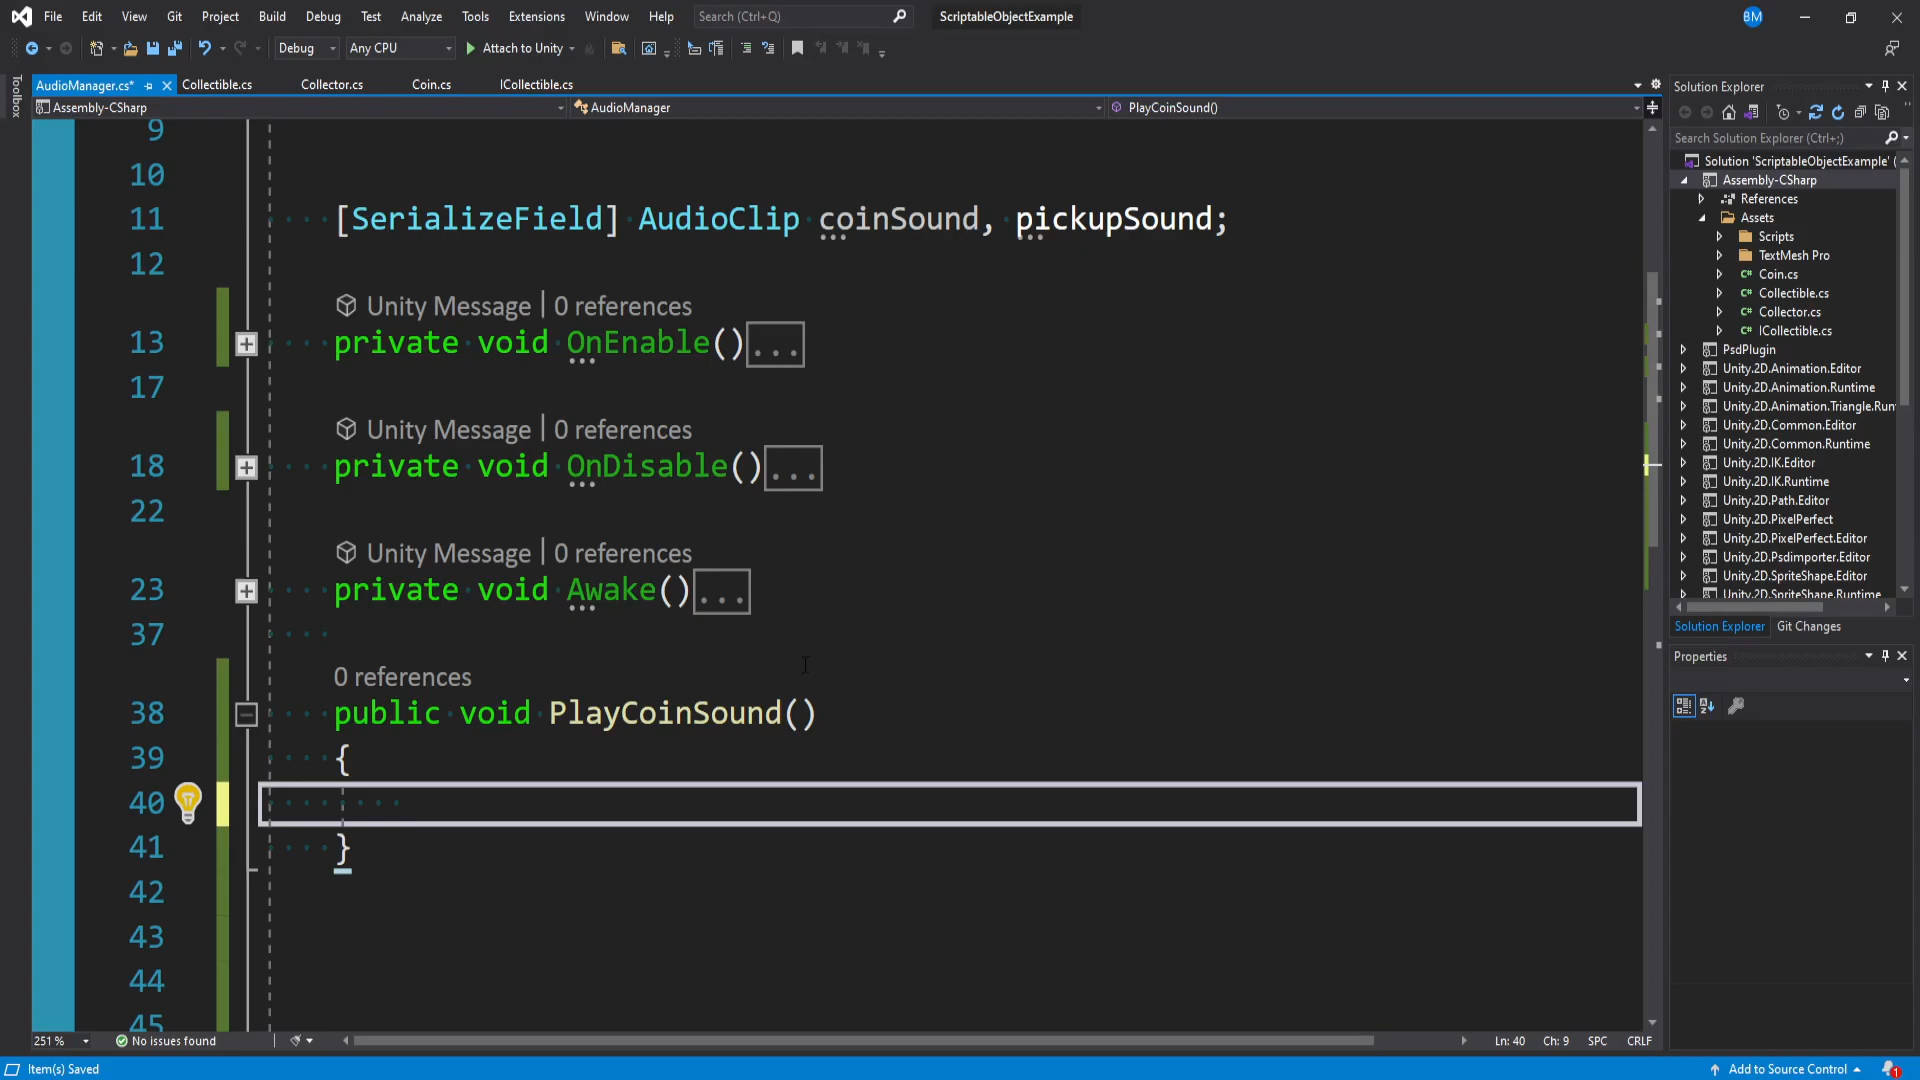 File Edit View Git Project Build Debug Test Analyze Tools Extensions Window Help Search (Ctrl+Q) ScriptableObjectExample BM
Debug Any CPU Attach to Unity
AudioManager.cs* Collectible.cs Collector.cs Coin.cs ICollectible.cs
Assembly-CSharp AudioManager PlayCoinSound()
Toolbox
9
10
11 [SerializeField] AudioClip coinSound, pickupSound;
12
Unity Message | 0 references
13 private void OnEnable()...
17
Unity Message | 0 references
18 private void OnDisable()...
22
Unity Message | 0 references
23 private void Awake()...
37
0 references
38 public void PlayCoinSound()
39 {
40
41 }
42
43
44
45
251 % No issues found Ln: 40 Ch: 9 SPC CRLF
Item(s) Saved Add to Source Control 1
Solution Explorer
Search Solution Explorer (Ctrl+;)
Solution 'ScriptableObjectExample' (
Assembly-CSharp
References
Assets
Scripts
TextMesh Pro
C# Coin.cs
C# Collectible.cs
C# Collector.cs
C# ICollectible.cs
PsdPlugin
Unity.2D.Animation.Editor
Unity.2D.Animation.Runtime
Unity.2D.Animation.Triangle.Run
Unity.2D.Common.Editor
Unity.2D.Common.Runtime
Unity.2D.IK.Editor
Unity.2D.IK.Runtime
Unity.2D.Path.Editor
Unity.2D.PixelPerfect
Unity.2D.PixelPerfect.Editor
Unity.2D.Psdimporter.Editor
Unity.2D.SpriteShape.Editor
Unity.2D.SpriteShape.Runtime
Solution Explorer Git Changes
Properties